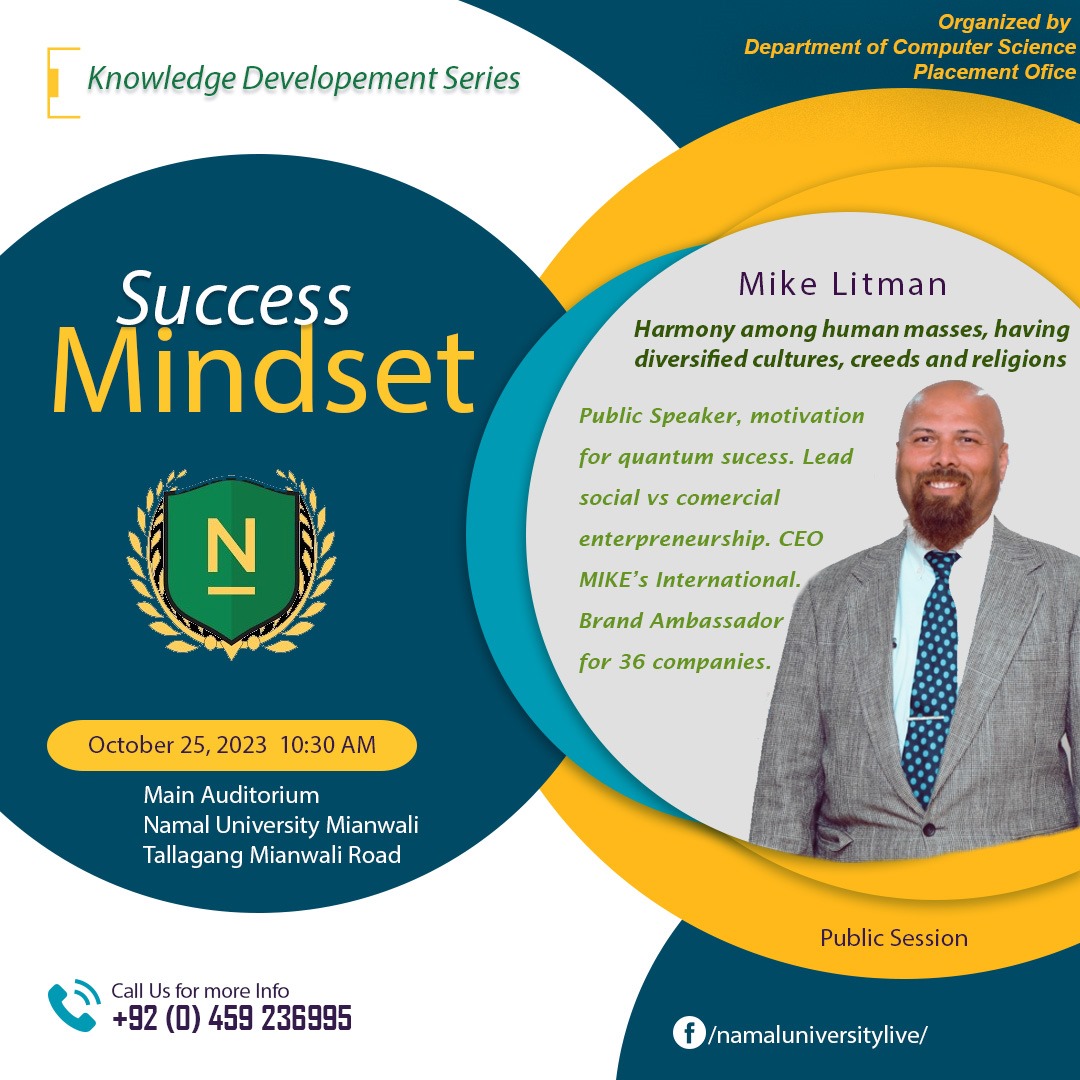 Organized by
Department of Computer Science
Placement Ofice
Knowledge Developement Series
Success
Mindset
N
October 25, 2023 10:30 AM
Main Auditorium
Namal University Mianwali
Tallagang Mianwali Road
Mike Litman
Harmony among human masses, having
diversified cultures, creeds and religions
Public Speaker, motivation
for quantum sucess. Lead
social vs comercial
enterpreneurship. CEO
MIKE's International.
Brand Ambassador
for 36 companies.
Public Session
Call Us for more Info
+92 (0) 459 236995
f /namaluniversitylive/